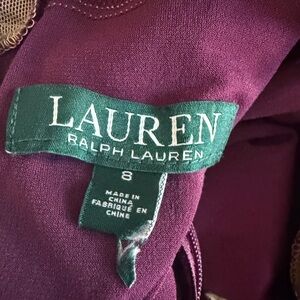 LAUREN
RALPH LAUREN
8
MADE IN
CHINA
FABRIQUÉ EN
CHINE